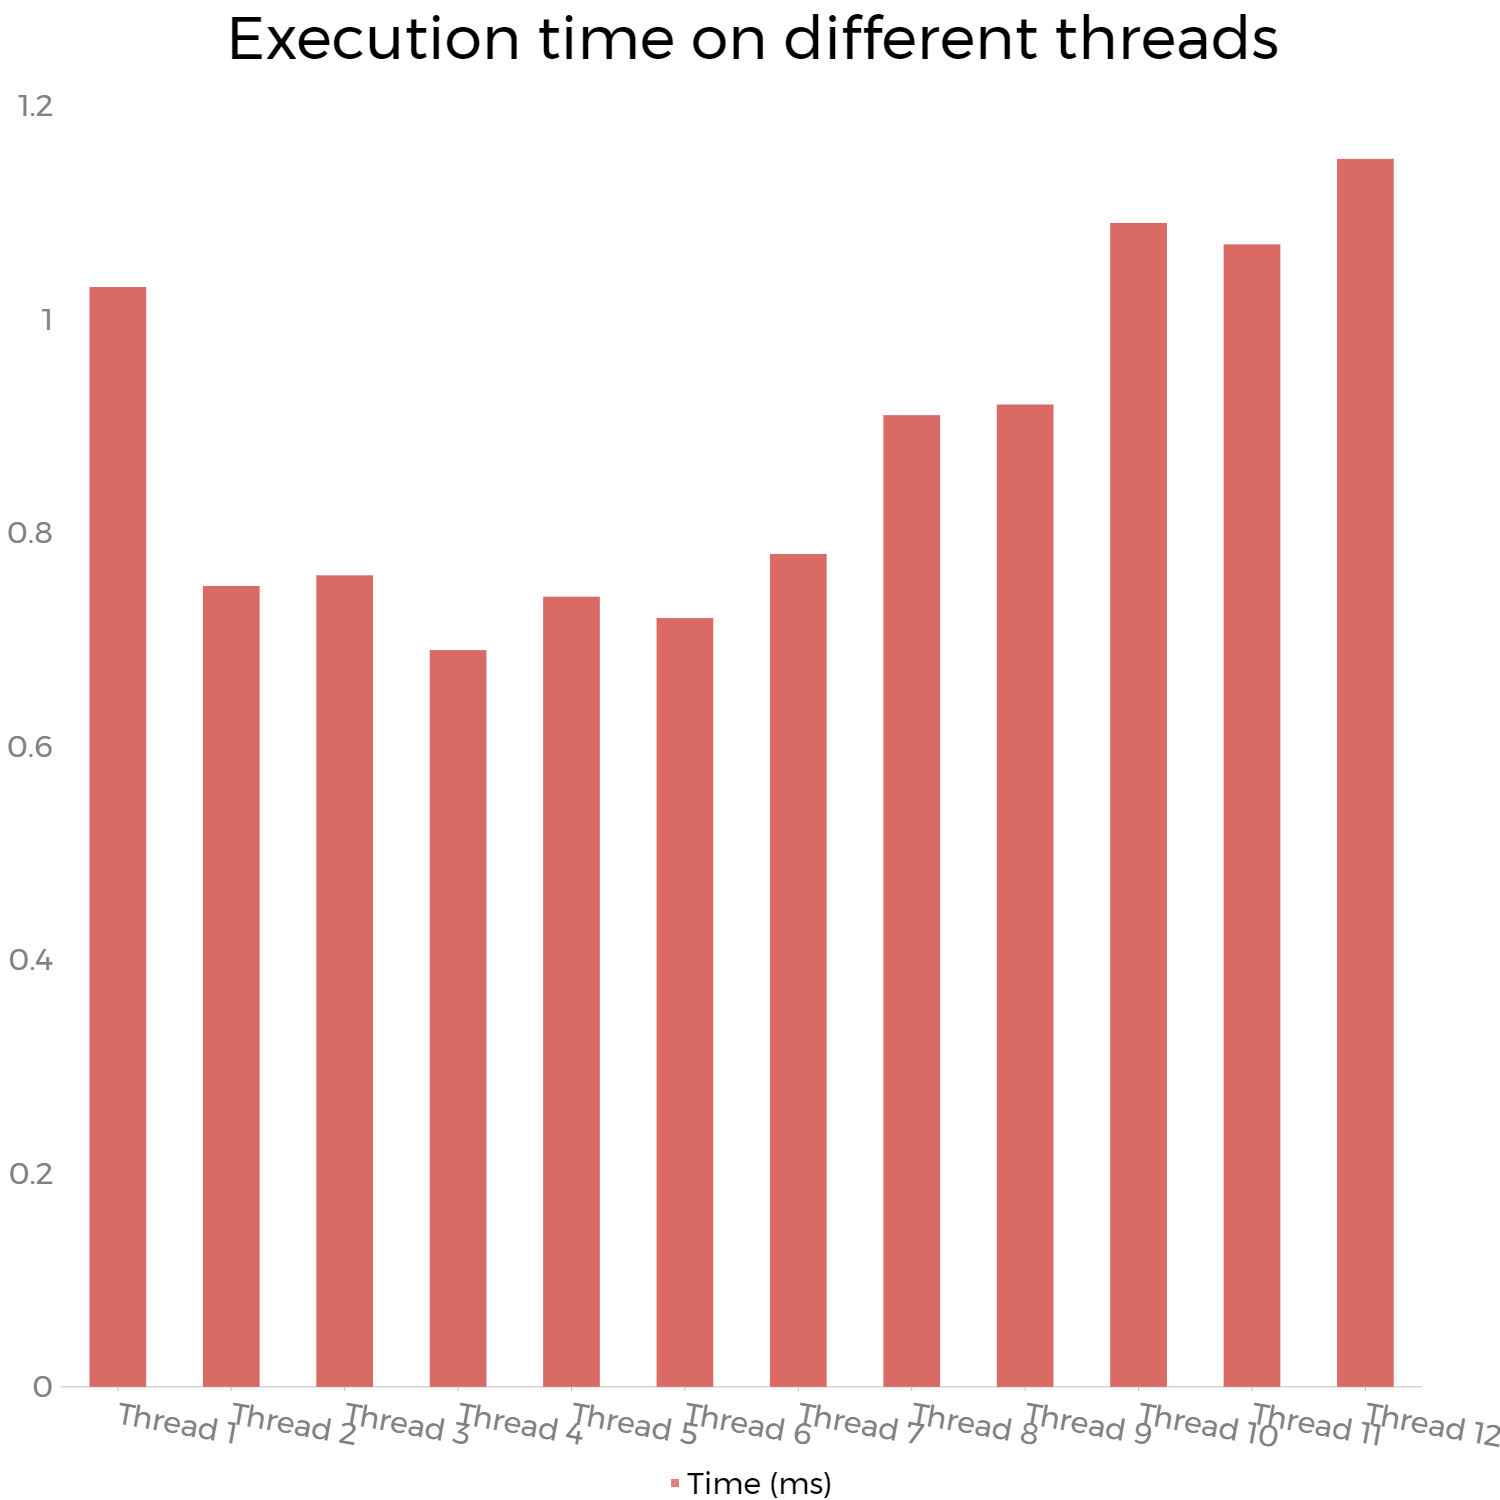 Execution time on different threads
1.2
1
0.8
0.6
0.4
0.2
0
Thread 1
Thread 2
Thread 3
Thread 4
Thread 5
Thread 6
Thread 7
Thread 8
Thread 9
Thread 10
Thread 11
Thread 12
Time (ms)